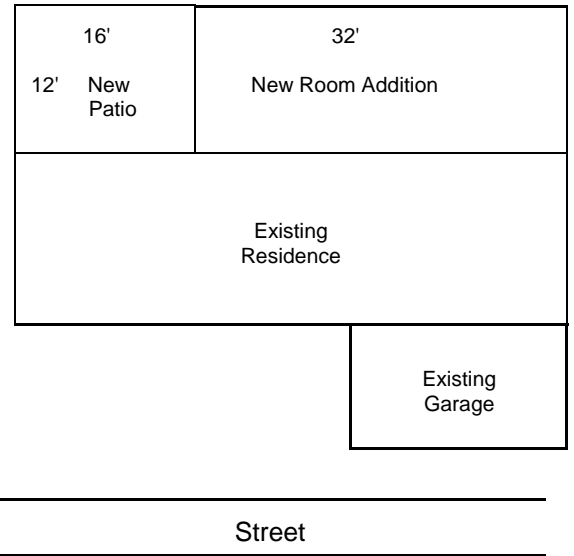 16'
32'
12' New
Patio
New Room Addition
Existing
Residence
Existing
Garage
Street